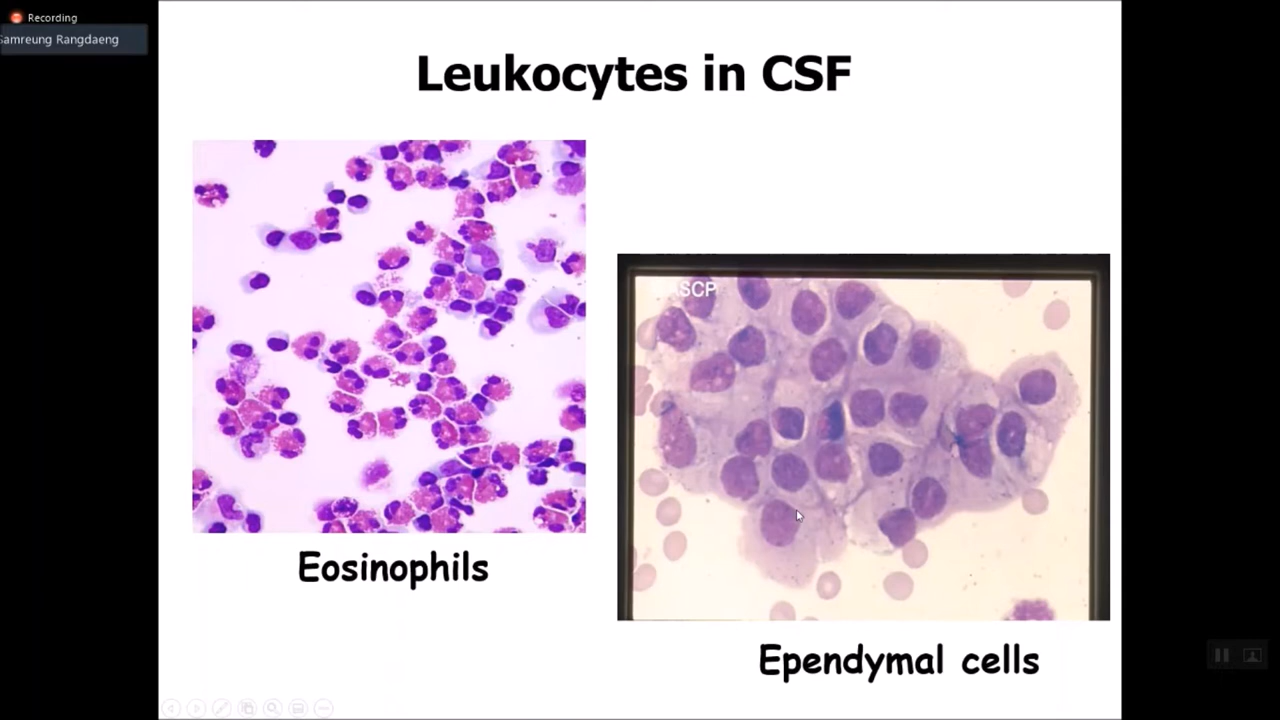 Recording
Samreung Rangdaeng
Leukocytes in CSF
SCP
Eosinophils
Ependymal cells